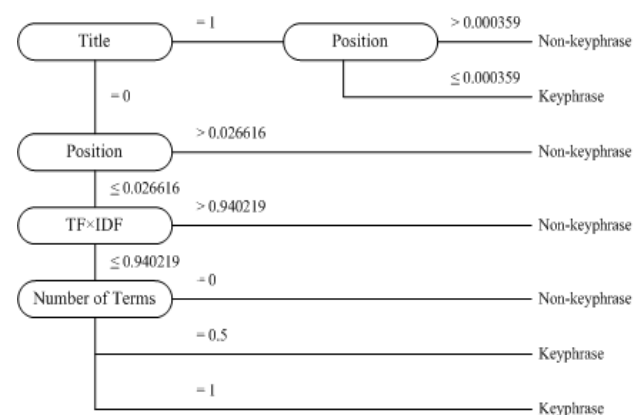 Title
= 1
Position
> 0.000359
Non-keyphrase
≤ 0.000359
Keyphrase
= 0
Position
> 0.026616
Non-keyphrase
≤ 0.026616
TF×IDF
> 0.940219
Non-keyphrase
≤ 0.940219
Number of Terms
= 0
Non-keyphrase
= 0.5
Keyphrase
= 1
Keyphrase